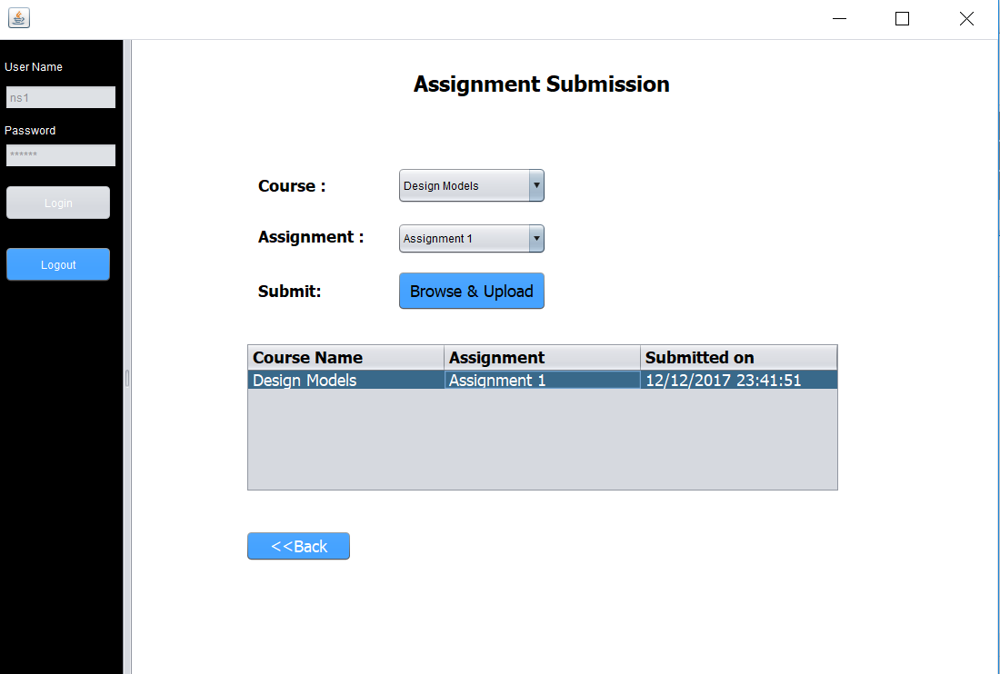 User Name
ns1
Password
******
Login
Logout
Assignment Submission
Course :
Design Models
Assignment :
Assignment 1
Submit:
Browse & Upload
Course Name Assignment Submitted on
Design Models Assignment 1 12/12/2017 23:41:51
<<Back